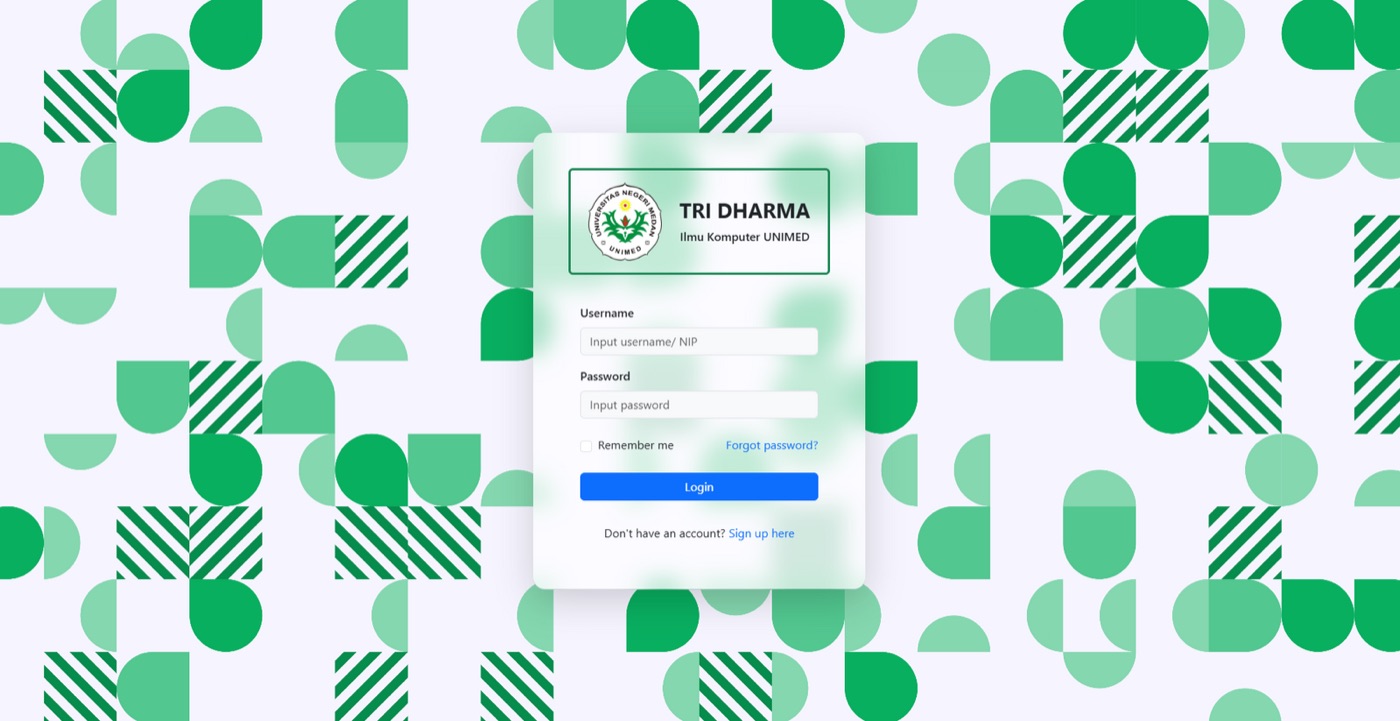 UNIVERSITAS NEGERI MEDAN
UNIMED
TRI DHARMA
Ilmu Komputer UNIMED
Username
Input username/ NIP
Password
Input password
Remember me Forgot password?
Login
Don't have an account? Sign up here